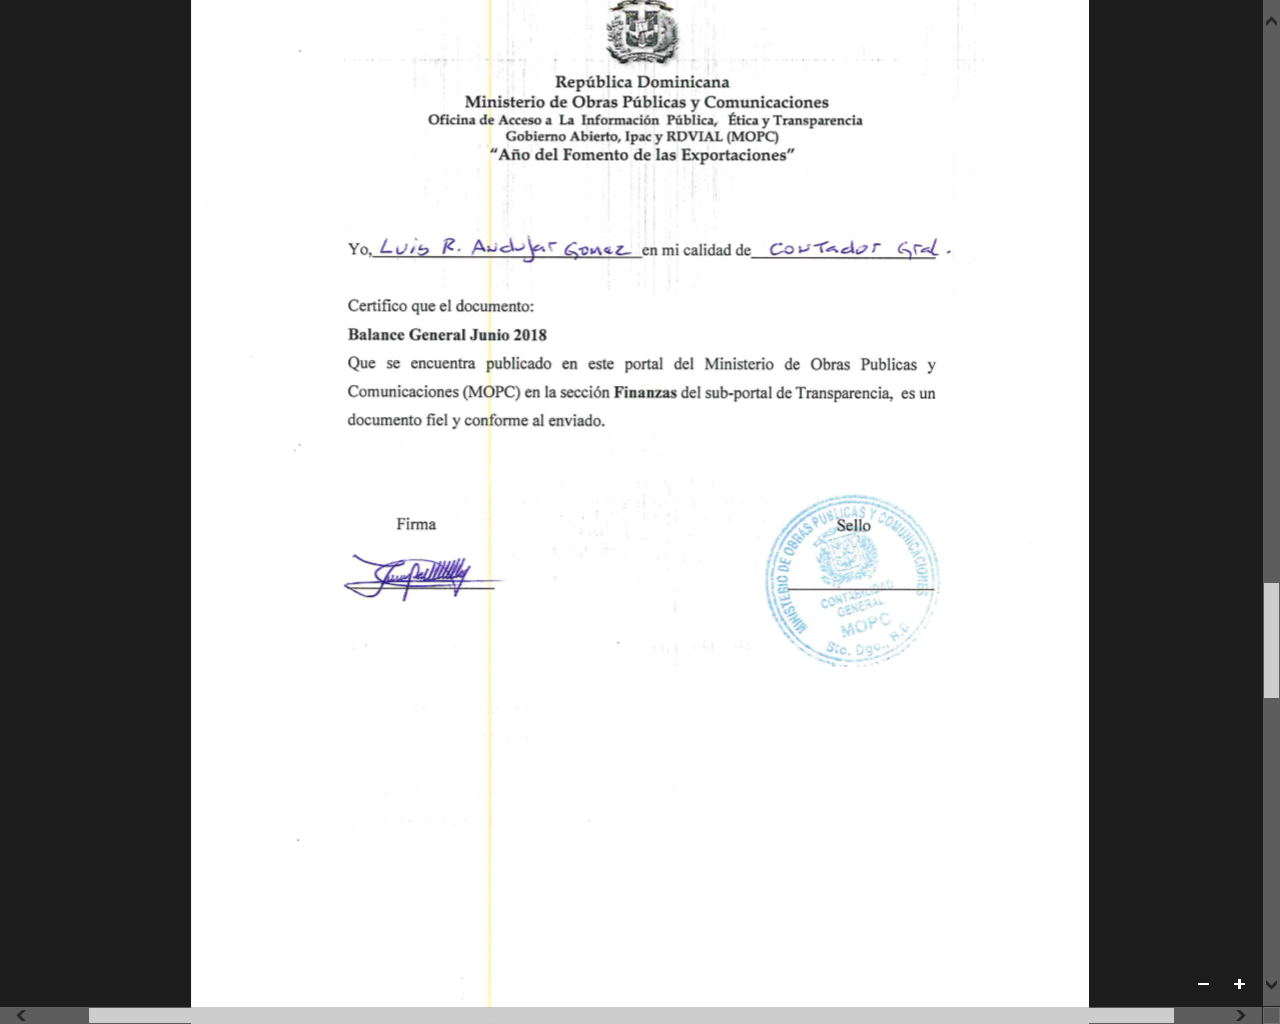 República Dominicana
Ministerio de Obras Públicas y Comunicaciones
Oficina de Acceso a La Información Pública, Ética y Transparencia
Gobierno Abierto, Ipac y RDVIAL (MOPC)
“Año del Fomento de las Exportaciones”
Yo, Luis R. Andujar Gomez en mi calidad de Contador Gral.
Certifico que el documento:
Balance General Junio 2018
Que se encuentra publicado en este portal del Ministerio de Obras Publicas y
Comunicaciones (MOPC) en la sección Finanzas del sub-portal de Transparencia, es un
documento fiel y conforme al enviado.
Firma
Sello
MINISTERIO DE OBRAS PUBLICAS Y COMUNICACIONES
CONTABILIDAD
GENERAL
MOPC
Sto. Dgo.,